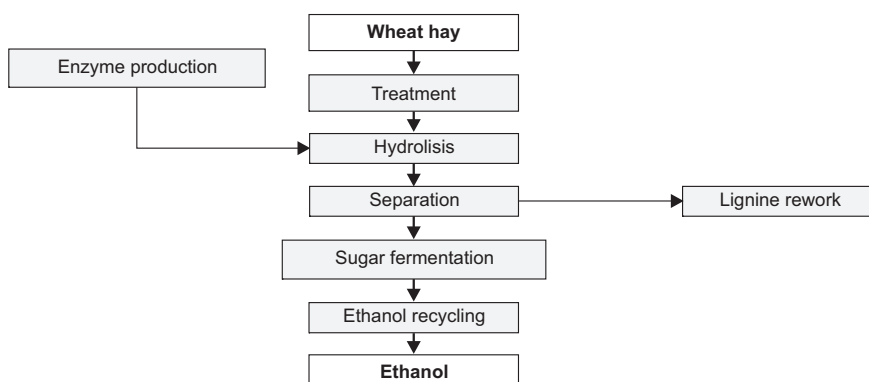 Wheat hay
Enzyme production
Treatment
Hydrolisis
Separation
Lignine rework
Sugar fermentation
Ethanol recycling
Ethanol